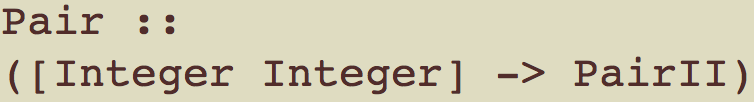 Pair ::
([Integer Integer] -> PairII)